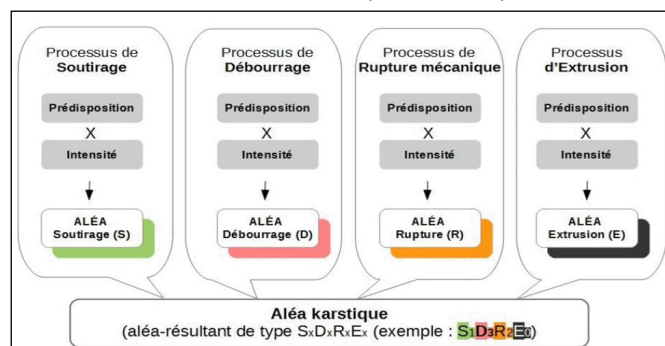 Processus de
Soutirage
Prédisposition
X
Intensité
ALÉA
Soutirage (S)
Processus de
Débourrage
Prédisposition
X
Intensité
ALÉA
Débourrage (D)
Processus de
Rupture mécanique
Prédisposition
X
Intensité
ALÉA
Rupture (R)
Processus
d'Extrusion
Prédisposition
X
Intensité
ALÉA
Extrusion (E)
Aléa karstique
(aléa-résultant de type SxDxRxEx (exemple : S1D3R2E0)